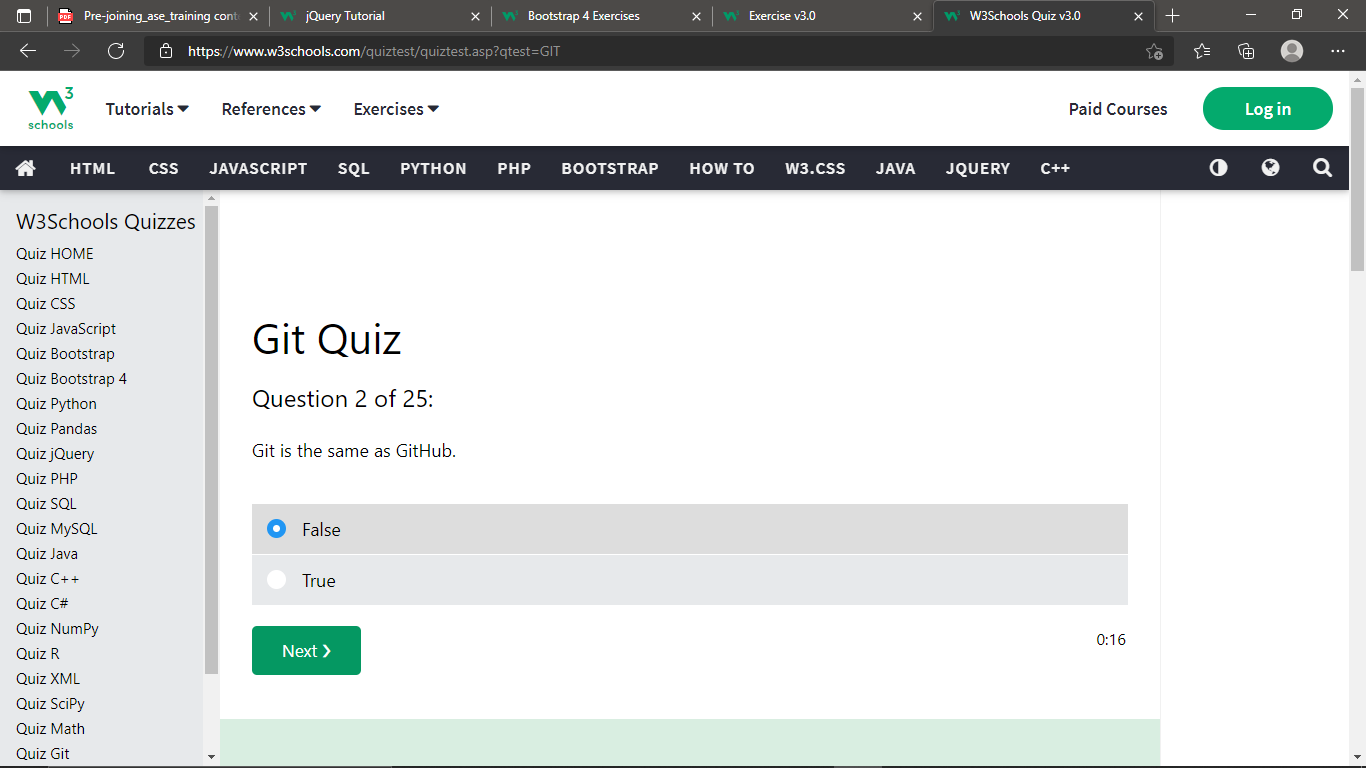 Pre-joining_ase_training cont
jQuery Tutorial
Bootstrap 4 Exercises
Exercise v3.0
W3Schools Quiz v3.0
https://www.w3schools.com/quiztest/quiztest.asp?qtest=GIT
W3 schools
Tutorials
References
Exercises
Paid Courses
Log in
HTML CSS JAVASCRIPT SQL PYTHON PHP BOOTSTRAP HOW TO W3.CSS JAVA JQUERY C++
W3Schools Quizzes
Quiz HOME
Quiz HTML
Quiz CSS
Quiz JavaScript
Quiz Bootstrap
Quiz Bootstrap 4
Quiz Python
Quiz Pandas
Quiz jQuery
Quiz PHP
Quiz SQL
Quiz MySQL
Quiz Java
Quiz C++
Quiz C#
Quiz NumPy
Quiz R
Quiz XML
Quiz SciPy
Quiz Math
Quiz Git
Git Quiz
Question 2 of 25:
Git is the same as GitHub.
False
True
Next ❯
0:16